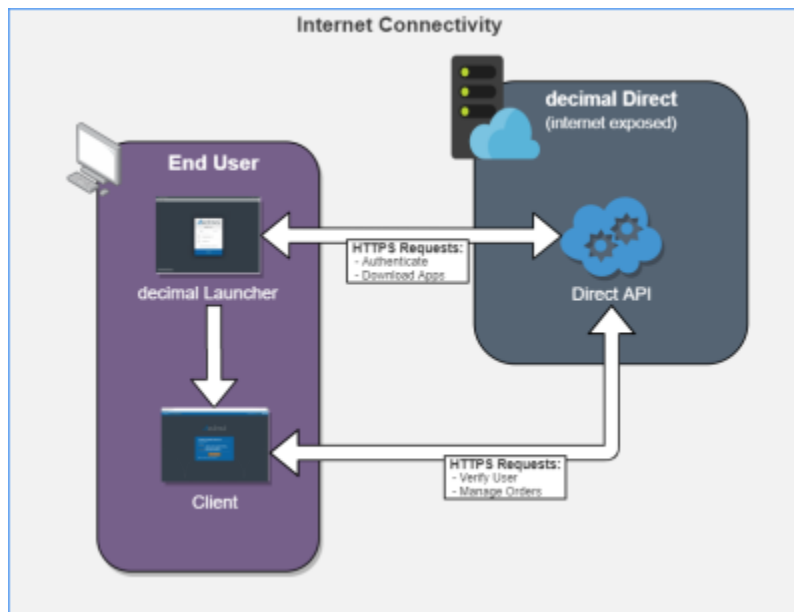 Internet Connectivity
decimal Direct
(internet exposed)
End User
HTTPS Requests:
- Authenticate
- Download Apps
decimal Launcher
Direct API
HTTPS Requests:
- Verify User
- Manage Orders
Client